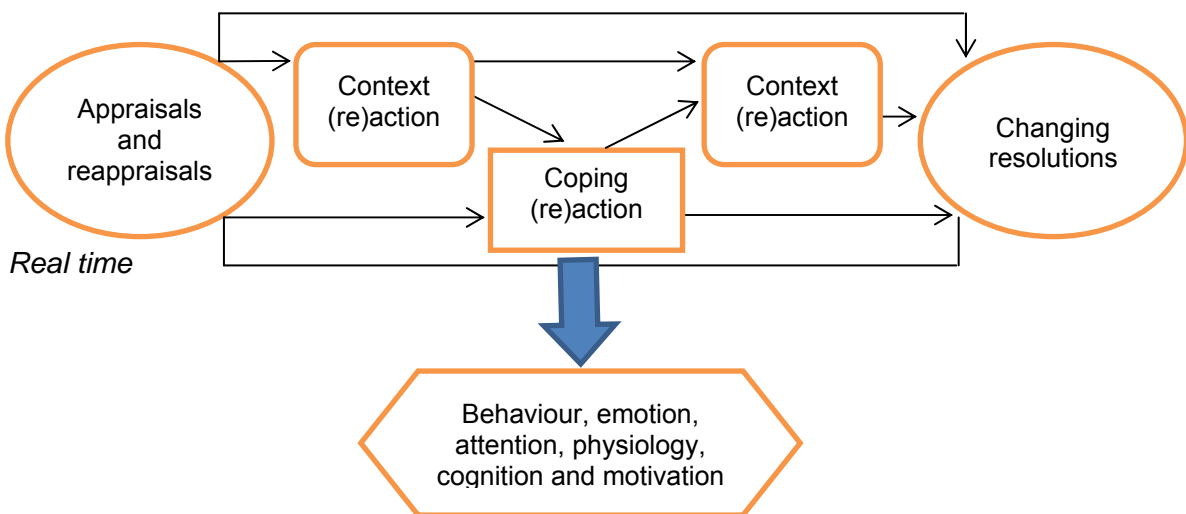 Appraisals
and
reappraisals
Context
(re)action
Context
(re)action
Changing
resolutions
Coping
(re)action
Real time
Behaviour, emotion,
attention, physiology,
cognition and motivation